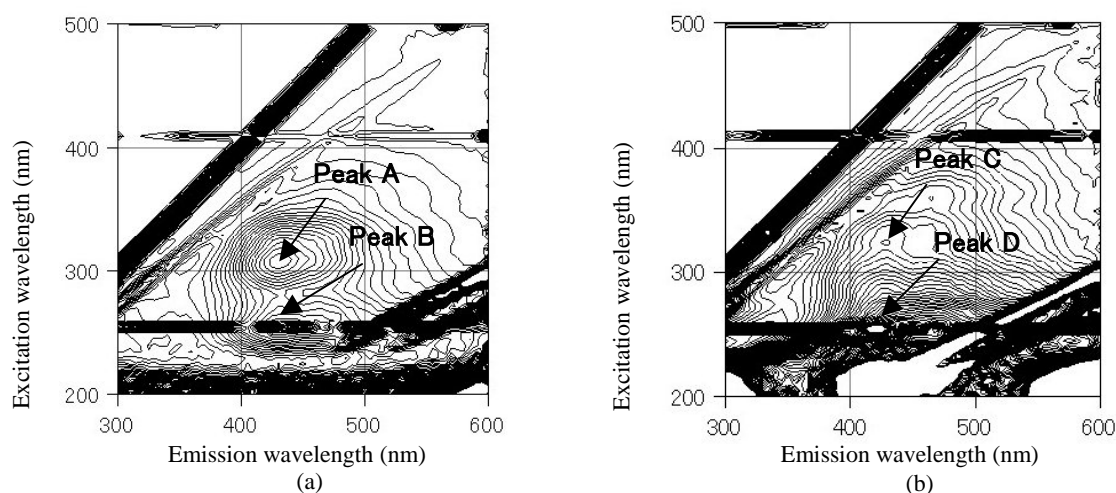 500
400
300
200
Excitation wavelength (nm)
Peak A
Peak B
300 400 500 600
Emission wavelength (nm)
(a)
500
400
300
200
Excitation wavelength (nm)
Peak C
Peak D
300 400 500 600
Emission wavelength (nm)
(b)